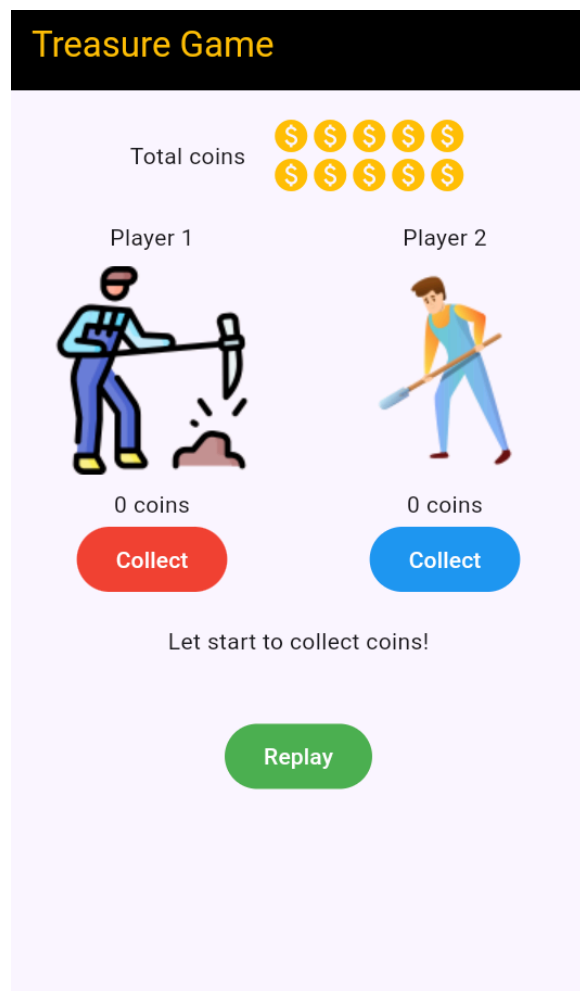 Treasure Game
Total coins
$ $ $ $ $
$ $ $ $ $
Player 1 Player 2
0 coins 0 coins
Collect Collect
Let start to collect coins!
Replay